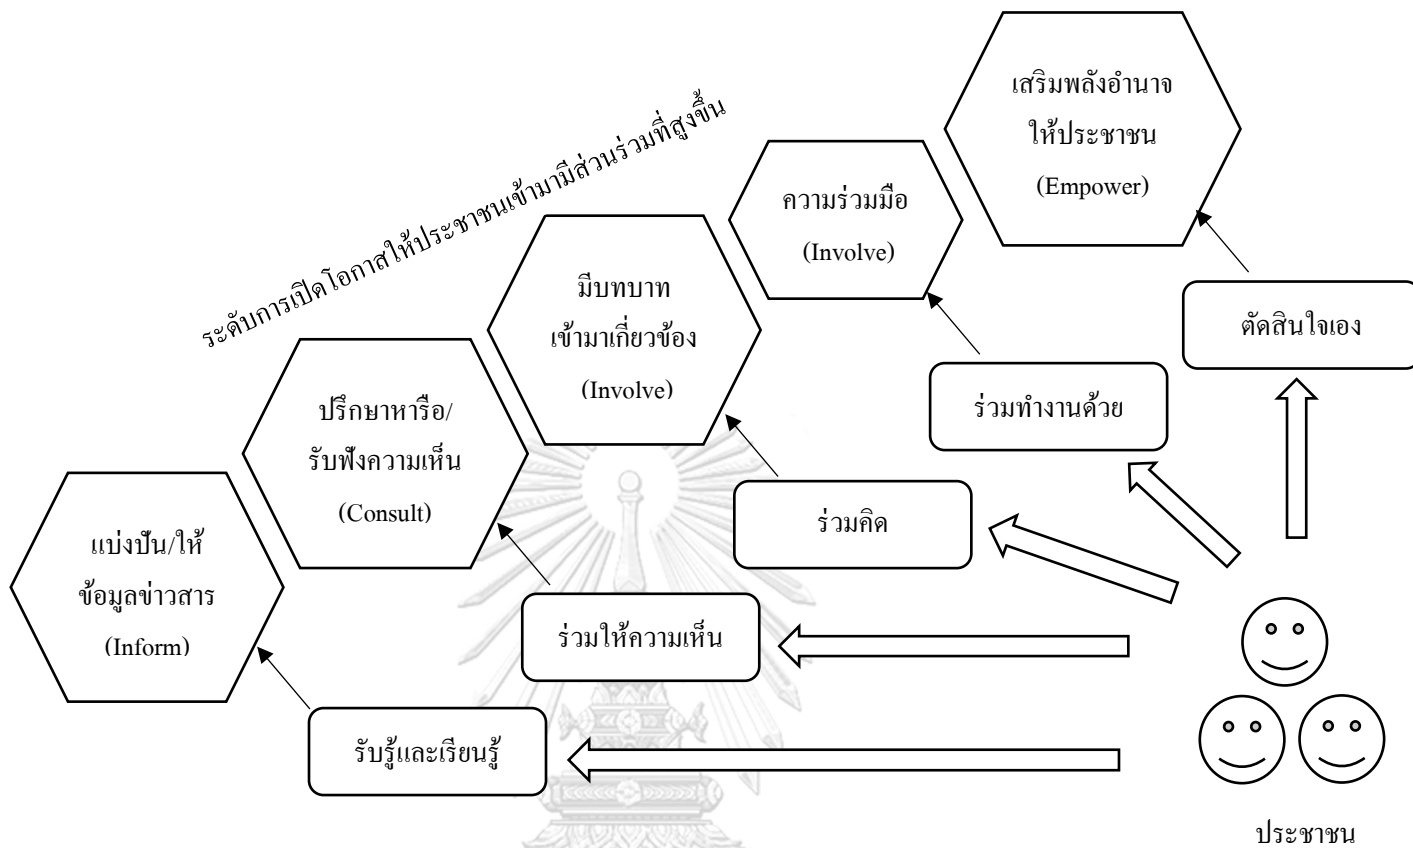 เสริมพลังอำนาจ
ให้ประชาชน
(Empower)
ระดับการเปิดโอกาสให้ประชาชนเข้ามามีส่วนร่วมที่สูงขึ้น
ความร่วมมือ
(Involve)
มีบทบาท
เข้ามาเกี่ยวข้อง
(Involve)
ตัดสินใจเอง
ปรึกษาหารือ/
รับฟังความเห็น
(Consult)
ร่วมทำงานด้วย
แบ่งปัน/ให้
ข้อมูลข่าวสาร
(Inform)
ร่วมคิด
ร่วมให้ความเห็น
รับรู้และเรียนรู้
ประชาชน